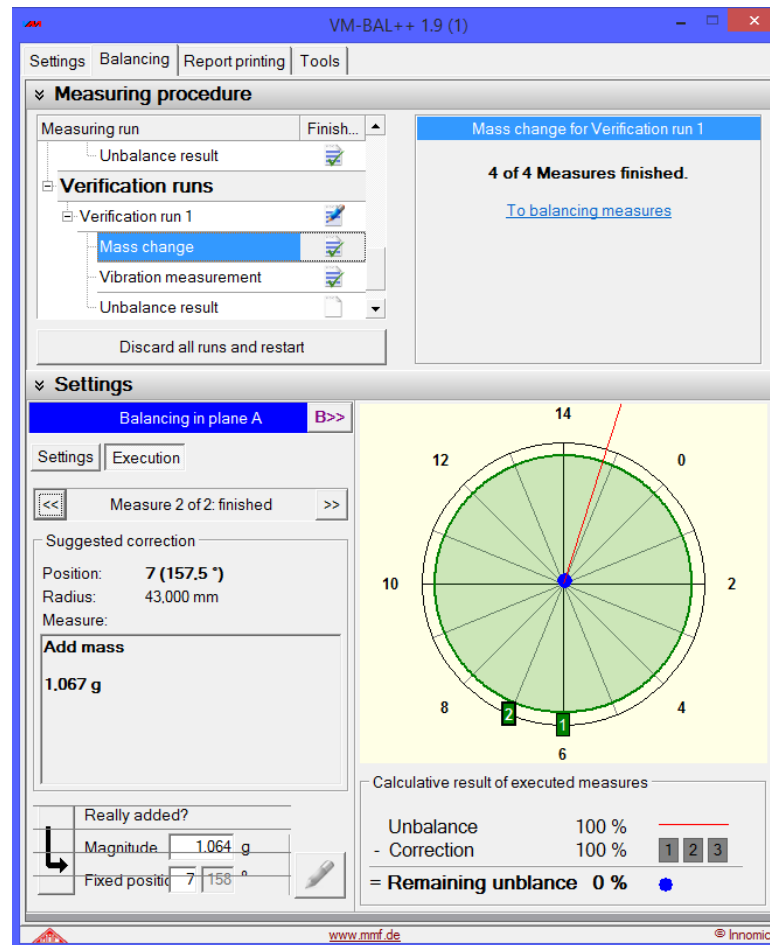 VM-BAL++ 1.9 (1)
Settings Balancing Report printing Tools
Measuring procedure
Measuring run Finish...
Unbalance result
Verification runs
Verification run 1
Mass change
Vibration measurement
Unbalance result
Discard all runs and restart
Mass change for Verification run 1
4 of 4 Measures finished.
To balancing measures
Settings
Balancing in plane A B>>
Settings Execution
<< Measure 2 of 2: finished >>
Suggested correction
Position: 7 (157,5 °)
Radius: 43,000 mm
Measure:
Add mass
1,067 g
Really added?
Magnitude 1.064 g
Fixed positic 7 158 °
14
12 0
10 2
8 4
2 1
6
Calculative result of executed measures
Unbalance 100 %
- Correction 100 % 1 2 3
= Remaining unblance 0 %
www.mmf.de © Innomic